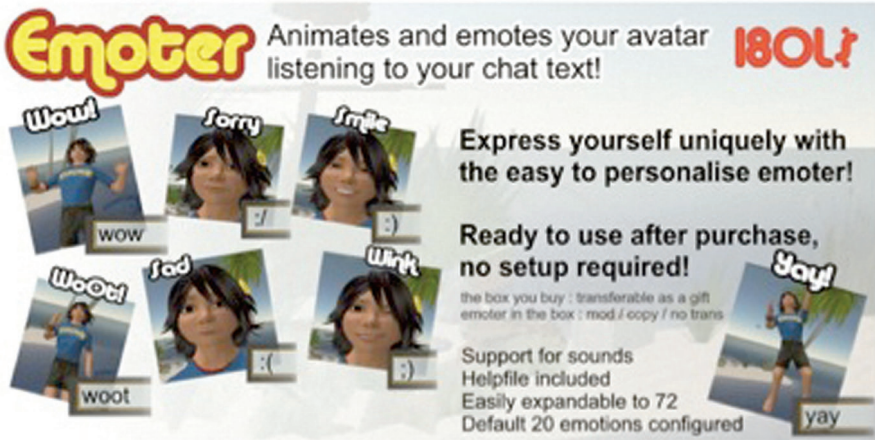 Emoter
Animates and emotes your avatar
listening to your chat text!
180L$
Wow!
wow
Sorry
:/
Smile
:)
Express yourself uniquely with
the easy to personalise emoter!
Ready to use after purchase,
no setup required!
the box you buy : transferable as a gift
emoter in the box : mod / copy / no trans
WoOt!
woot
Sad
:(
Wink
;)
Yay!
yay
Support for sounds
Helpfile included
Easily expandable to 72
Default 20 emotions configured